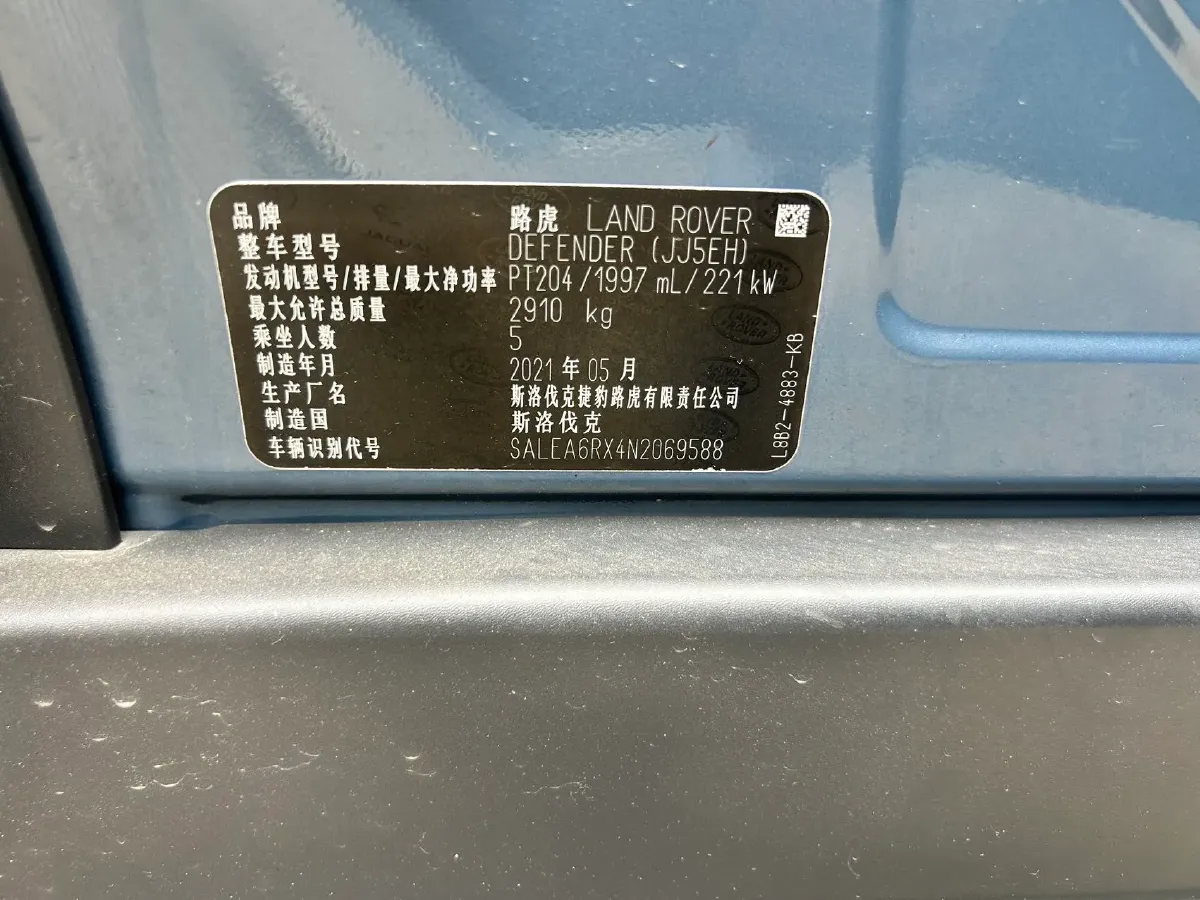 品牌 路虎 LAND ROVER
整车型号 DEFENDER (JJ5EH)
发动机型号/排量/最大净功率 PT204/1997 mL/221kW
最大允许总质量 2910 kg
乘坐人数 5
制造年月 2021年05月
生产厂名 斯洛伐克捷豹路虎有限责任公司
制造国 斯洛伐克
车辆识别代号 SALEA6RX4N2069588
L8B2-4883-KB
JAGUAR
LAND ROVER